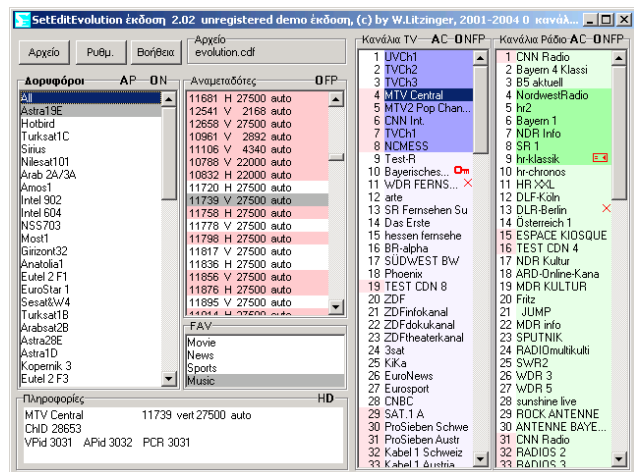 SetEditEvolution έκδοση 2.02 unregistered demo έκδοση, (c) by W.Litzinger, 2001-2004 0 κανάλ...
Αρχείο
Ρυθμ.
Βοήθεια
Αρχείο
evolution.cdf
Δορυφόροι AP 0N
All
Astra19E
Hotbird
Turksat1C
Sirius
Nilesat101
Arab 2A/3A
Amos1
Intel 902
Intel 604
NSS703
Most1
Girizont32
Anatolia1
Eutel 2 F1
EuroStar 1
Sesat&W4
Turksat1B
Arabsat2B
Astra28E
Astra1D
Kopernik 3
Eutel 2 F3
Αναμεταδότες 0FP
11681 H 27500 auto
12541 V 2168 auto
12658 V 27500 auto
10961 V 2892 auto
11106 V 4340 auto
10788 V 22000 auto
10832 H 22000 auto
11720 H 27500 auto
11739 V 27500 auto
11758 H 27500 auto
11778 V 27500 auto
11798 H 27500 auto
11817 V 27500 auto
11836 H 27500 auto
11856 V 27500 auto
11876 H 27500 auto
11895 V 27500 auto
11914 H 27500 auto
FAV
Movie
News
Sports
Music
Πληροφορίες HD
MTV Central 11739 vert 27500 auto
ChID 28653
VPid 3031 APid 3032 PCR 3031
Κανάλια TV AC 0NFP
1 UVCh1
2 TVCh2
3 TVCh3
4 MTV Central
5 MTV2 Pop Chan...
6 CNN Int.
7 TVCh1
8 NCMESS
9 Test-R
10 Bayerisches...
11 WDR FERNS...
12 arte
13 SR Fernsehen Su
14 Das Erste
15 hessen fernsehe
16 BR-alpha
17 SÜDWEST BW
18 Phoenix
19 TEST CDN 8
20 ZDF
21 ZDFinfokanal
22 ZDFdokukanal
23 ZDFtheaterkanal
24 3sat
25 KiKa
26 EuroNews
27 Eurosport
28 CNBC
29 SAT.1 A
30 ProSieben Schwe
31 ProSieben Austr
32 Kabel 1 Schweiz
33 Kabel 1 Austria
Κανάλια Ράδιο AC 0NFP
1 CNN Radio
2 Bayern 4 Klassi
3 B5 aktuell
4 NordwestRadio
5 hr2
6 Bayern 1
7 NDR Info
8 SR 1
9 hr-klassik
10 hr-chronos
11 HR XXL
12 DLF-Köln
13 DLR-Berlin
14 Österreich 1
15 ESPACE KIOSQUE
16 TEST CDN 4
17 NDR Kultur
18 ARD-Online-Kana
19 MDR KULTUR
20 Fritz
21 JUMP
22 MDR info
23 SPUTNIK
24 RADIOmultikulti
25 SWR2
26 WDR 3
27 WDR 5
28 sunshine live
29 ROCK ANTENNE
30 ANTENNE BAYE...
31 CNN Radio
32 RADIOS 2
33 RADIOS 3